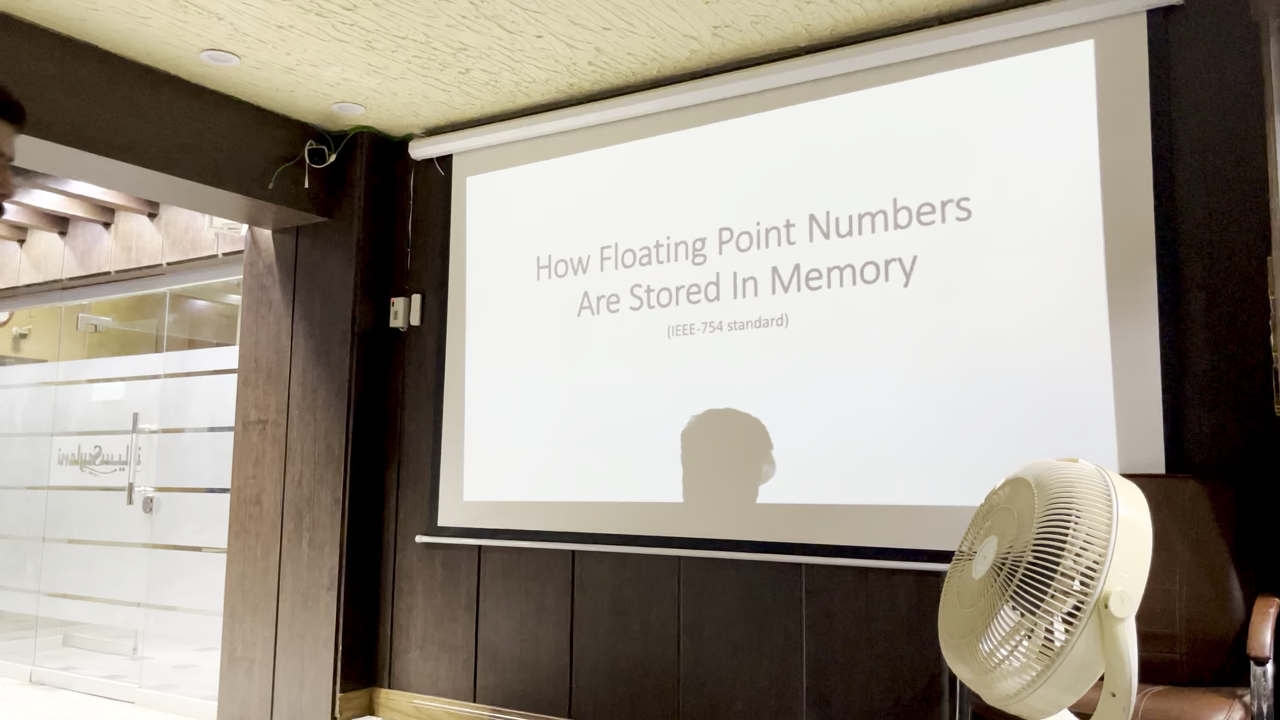 How Floating Point Numbers
Are Stored In Memory
(IEEE-754 standard)